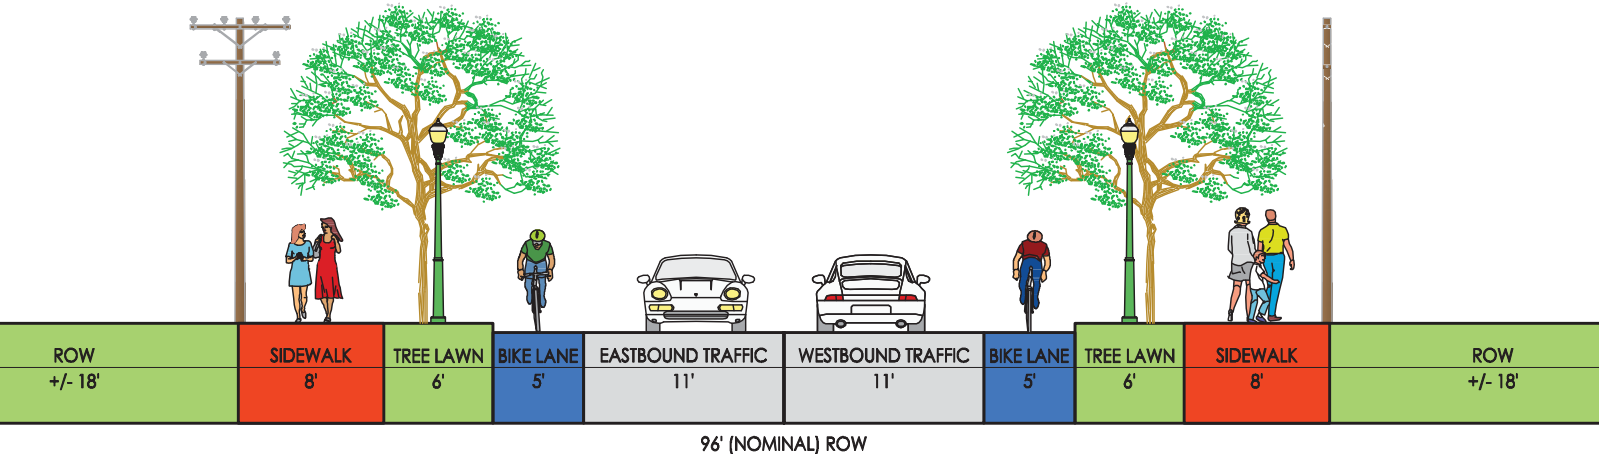 ROW
+/- 18'
SIDEWALK
8'
TREE LAWN
6'
BIKE LANE
5'
EASTBOUND TRAFFIC
11'
WESTBOUND TRAFFIC
11'
BIKE LANE
5'
TREE LAWN
6'
SIDEWALK
8'
ROW
+/- 18'
96' (NOMINAL) ROW